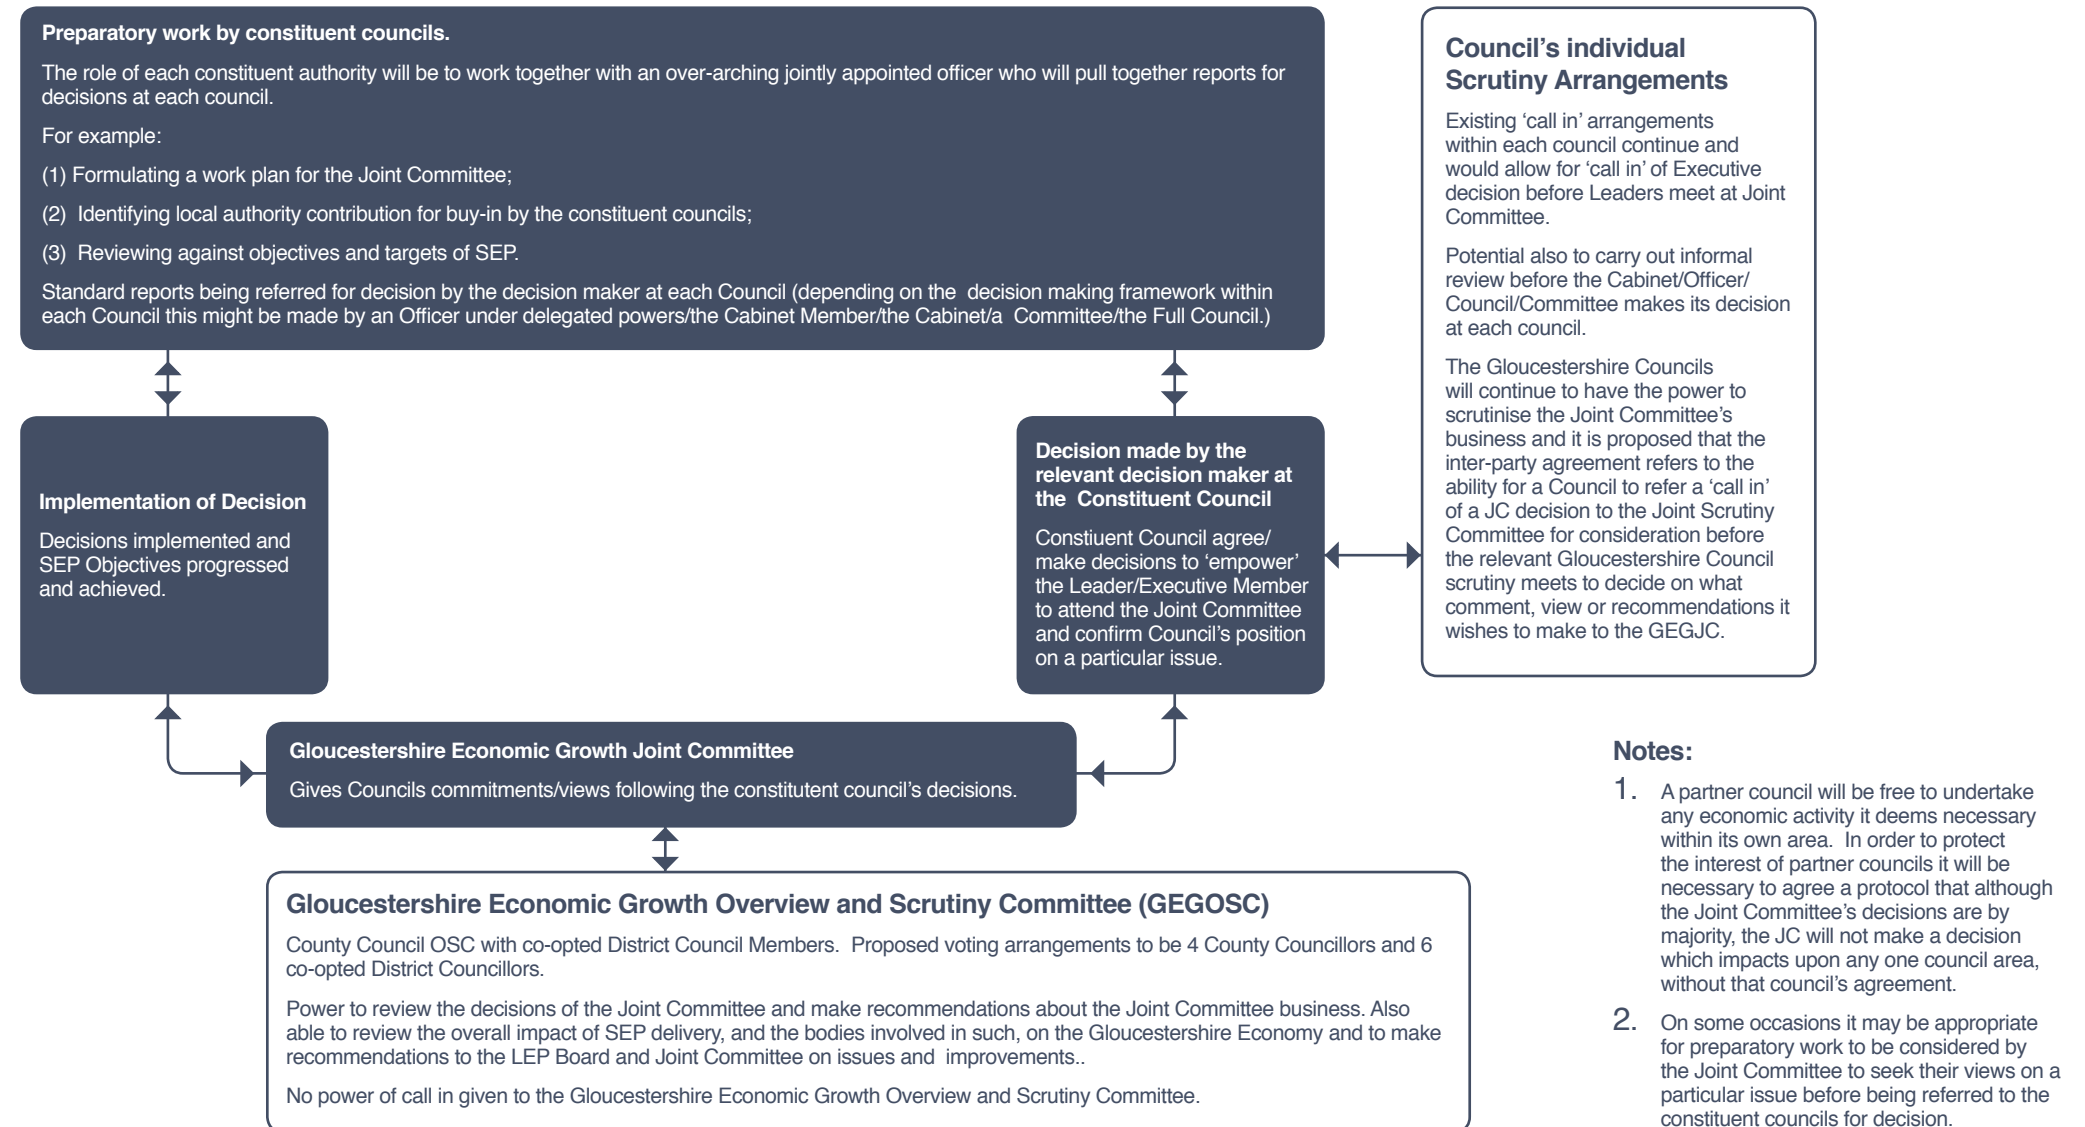 Preparatory work by constituent councils.
The role of each constituent authority will be to work together with an over-arching jointly appointed officer who will pull together reports for
decisions at each council.
For example:
(1) Formulating a work plan for the Joint Committee;
(2) Identifying local authority contribution for buy-in by the constituent councils;
(3) Reviewing against objectives and targets of SEP.
Standard reports being referred for decision by the decision maker at each Council (depending on the decision making framework within
each Council this might be made by an Officer under delegated powers/the Cabinet Member/the Cabinet/a Committee/the Full Council.)
Council’s individual
Scrutiny Arrangements
Existing ‘call in’ arrangements
within each council continue and
would allow for ‘call in’ of Executive
decision before Leaders meet at Joint
Committee.
Potential also to carry out informal
review before the Cabinet/Officer/
Council/Committee makes its decision
at each council.
The Gloucestershire Councils
will continue to have the power to
scrutinise the Joint Committee’s
business and it is proposed that the
inter-party agreement refers to the
ability for a Council to refer a ‘call in’
of a JC decision to the Joint Scrutiny
Committee for consideration before
the relevant Gloucestershire Council
scrutiny meets to decide on what
comment, view or recommendations it
wishes to make to the GEGJC.
Implementation of Decision
Decisions implemented and
SEP Objectives progressed
and achieved.
Decision made by the
relevant decision maker at
the Constituent Council
Constiuent Council agree/
make decisions to ‘empower’
the Leader/Executive Member
to attend the Joint Committee
and confirm Council’s position
on a particular issue.
Gloucestershire Economic Growth Joint Committee
Gives Councils commitments/views following the constitutent council’s decisions.
Gloucestershire Economic Growth Overview and Scrutiny Committee (GEGOSC)
County Council OSC with co-opted District Council Members. Proposed voting arrangements to be 4 County Councillors and 6
co-opted District Councillors.
Power to review the decisions of the Joint Committee and make recommendations about the Joint Committee business. Also
able to review the overall impact of SEP delivery, and the bodies involved in such, on the Gloucestershire Economy and to make
recommendations to the LEP Board and Joint Committee on issues and improvements..
No power of call in given to the Gloucestershire Economic Growth Overview and Scrutiny Committee.
Notes:
1. A partner council will be free to undertake
any economic activity it deems necessary
within its own area. In order to protect
the interest of partner councils it will be
necessary to agree a protocol that although
the Joint Committee’s decisions are by
majority, the JC will not make a decision
which impacts upon any one council area,
without that council’s agreement.
2. On some occasions it may be appropriate
for preparatory work to be considered by
the Joint Committee to seek their views on a
particular issue before being referred to the
constituent councils for decision.